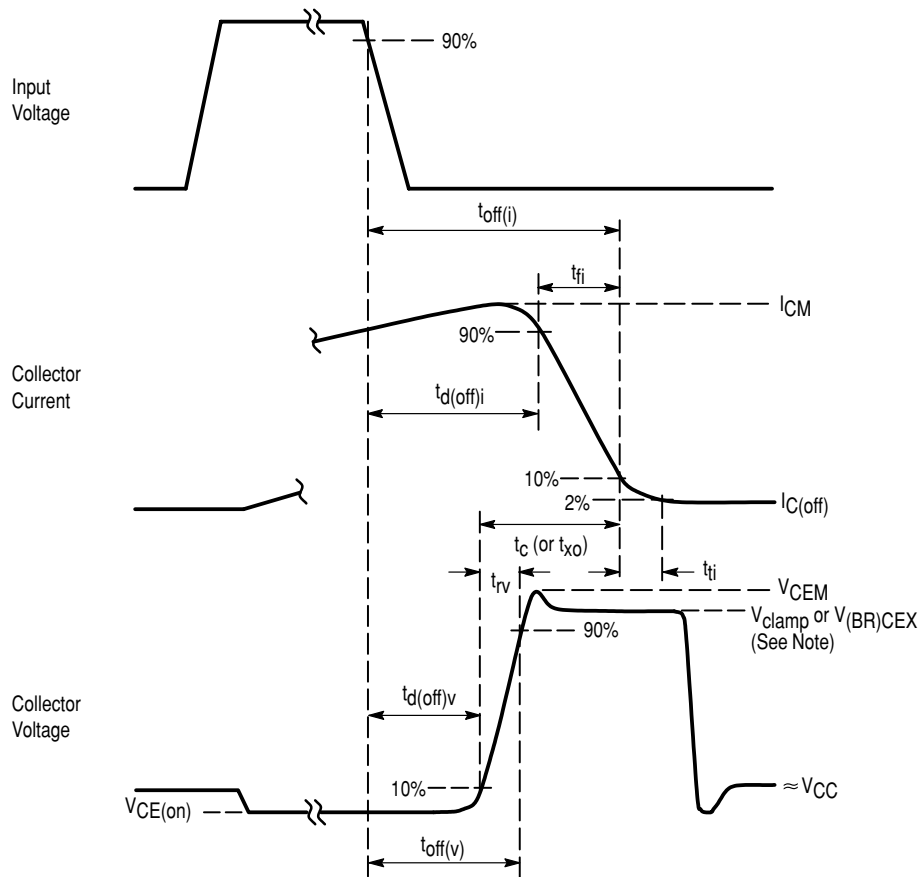 90%
Input
Voltage
toff(i)
tfi
ICM
90%
Collector
Current
td(off)i
10%
2%
IC(off)
tc (or txo)
trv
tti
VCEM
Vclamp or V(BR)CEX
(See Note)
90%
td(off)v
Collector
Voltage
10%
≈ VCC
VCE(on)
toff(v)